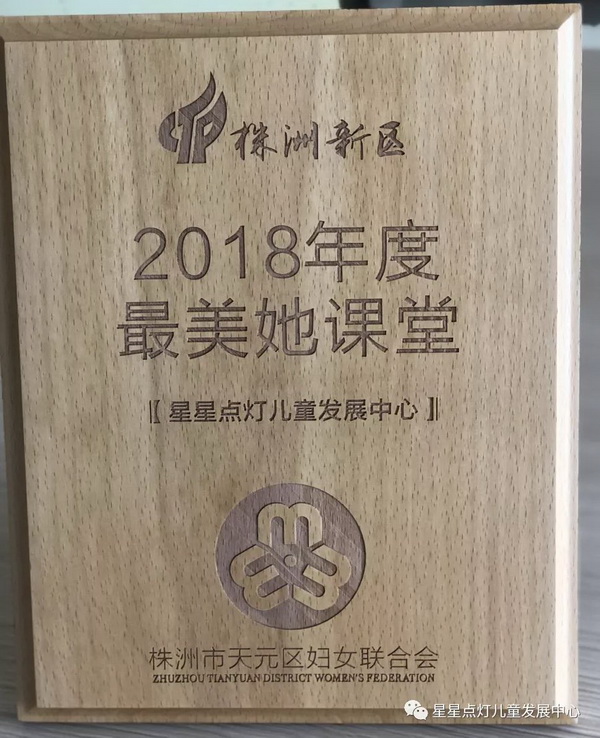 株洲新区
2018年度
最美她课堂
〖星星点灯儿童发展中心〗
株洲市天元区妇女联合会
ZHUZHOU TIANYUAN DISTRICT WOMEN'S FEDERATION
星星点灯儿童发展中心